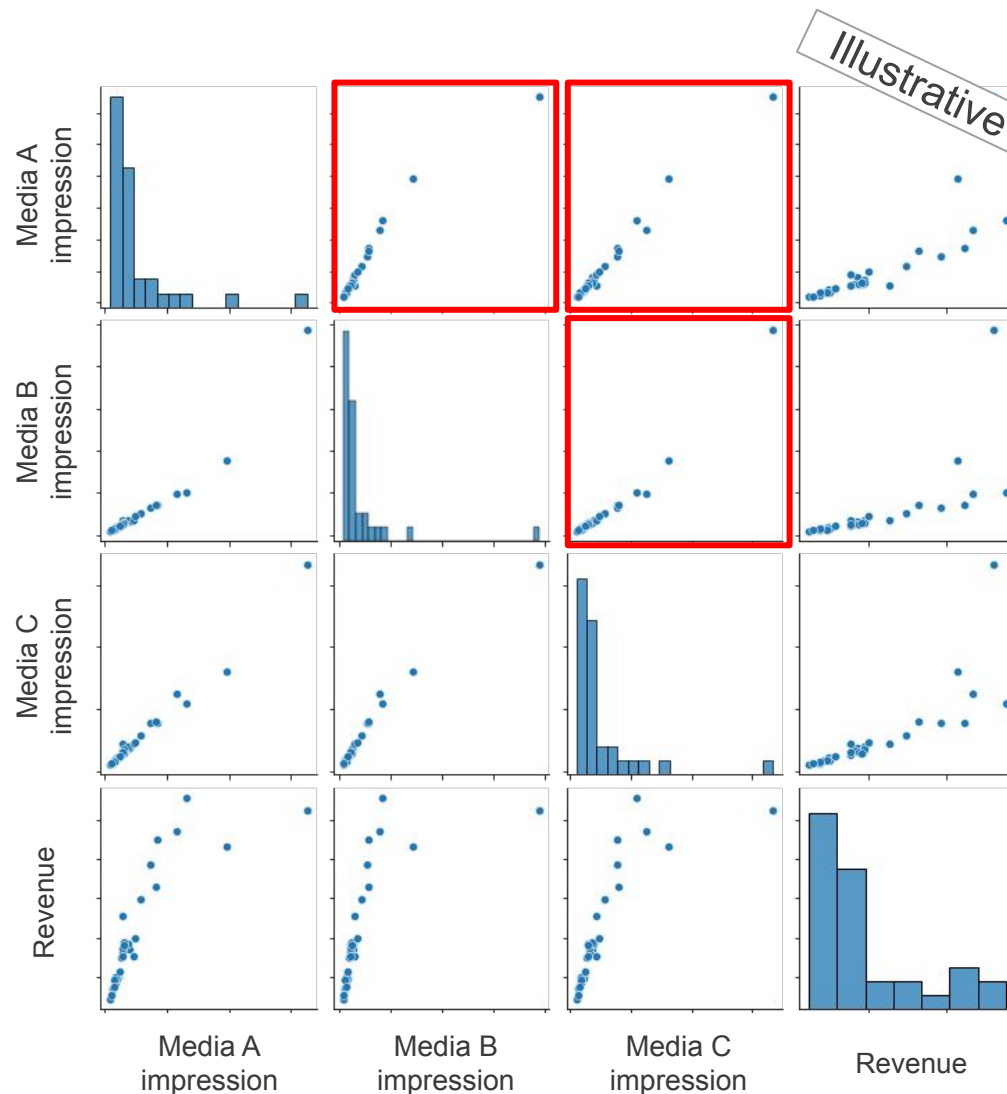 Illustrative
Media A
impression
Media B
impression
Media C
impression
Revenue
Media A
impression
Media B
impression
Media C
impression
Revenue